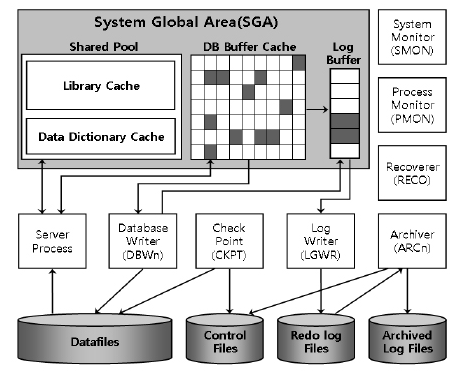 System Global Area(SGA)
Shared Pool
DB Buffer Cache
Log
Buffer
Library Cache
Data Dictionary Cache
System
Monitor
(SMON)
Process
Monitor
(PMON)
Recoverer
(RECO)
Server
Process
Database
Writer
(DBWn)
Check
Point
(CKPT)
Log
Writer
(LGWR)
Archiver
(ARCn)
Datafiles
Control
Files
Redo log
Files
Archived
Log Files